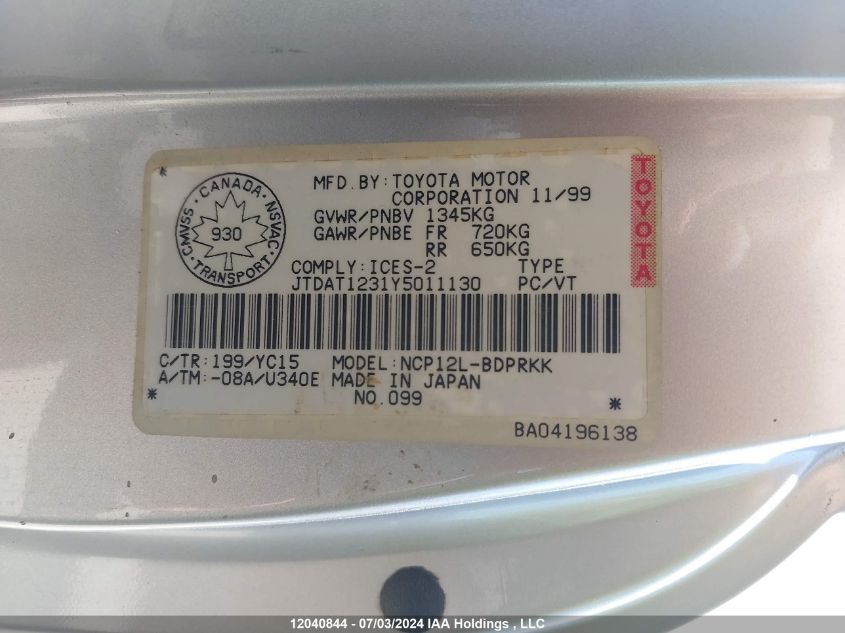 CANADA
CMVSS • NSVAC
930
TRANSPORT
MFD.BY:TOYOTA MOTOR
CORPORATION 11/99
GVWR/PNBV 1345KG
GAWR/PNBE FR 720KG
RR 650KG
COMPLY:ICES-2 TYPE
JTDAT1231Y5011130 PC/VT
TOYOTA
C/TR:199/YC15 MODEL:NCP12L-BDPRKK
A/TM:-08A/U340E MADE IN JAPAN
* NO.099 *
BA04196138
12040844 - 07/03/2024 IAA Holdings , LLC